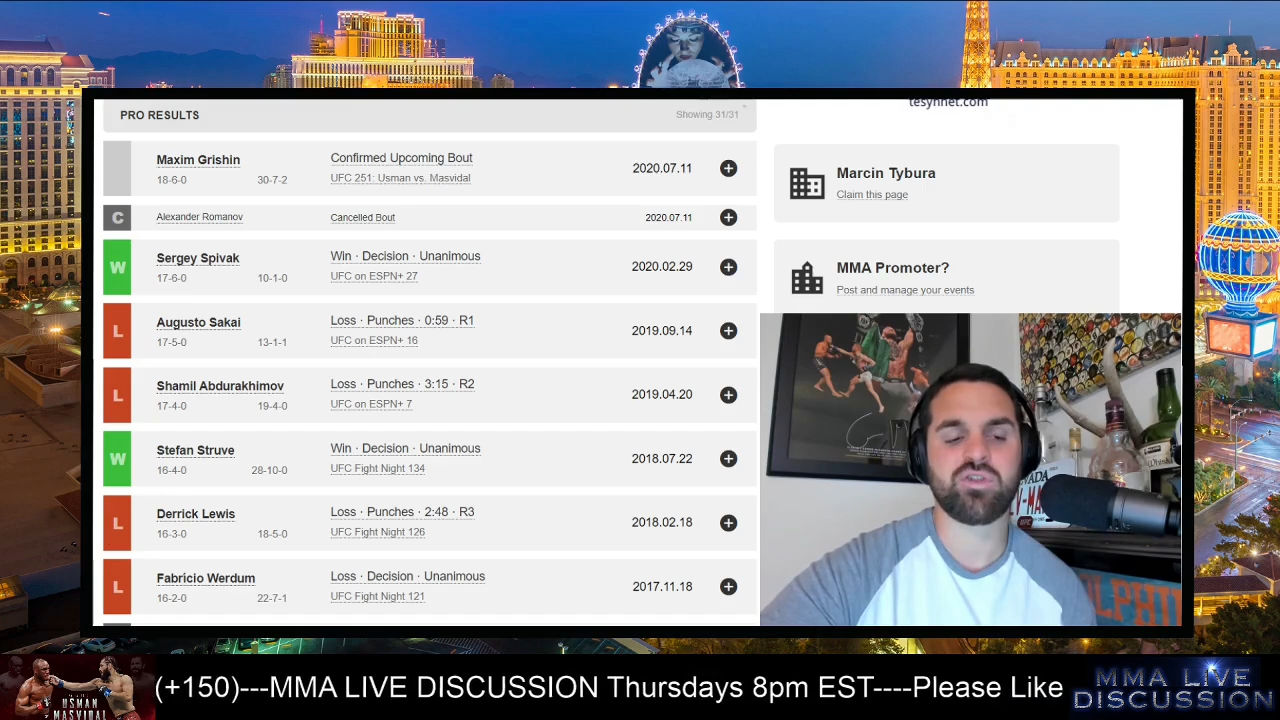 tesynnet.com
PRO RESULTS
Showing 31/31
Maxim Grishin
Confirmed Upcoming Bout
2020.07.11
18-6-0
30-7-2
UFC 251: Usman vs. Masvidal
C
Alexander Romanov
Cancelled Bout
2020.07.11
W
Sergey Spivak
Win · Decision · Unanimous
2020.02.29
17-6-0
10-1-0
UFC on ESPN+ 27
L
Augusto Sakai
Loss · Punches · 0:59 · R1
2019.09.14
17-5-0
13-1-1
UFC on ESPN+ 16
L
Shamil Abdurakhimov
Loss · Punches · 3:15 · R2
2019.04.20
17-4-0
19-4-0
UFC on ESPN+ 7
W
Stefan Struve
Win · Decision · Unanimous
2018.07.22
16-4-0
28-10-0
UFC Fight Night 134
L
Derrick Lewis
Loss · Punches · 2:48 · R3
2018.02.18
16-3-0
18-5-0
UFC Fight Night 126
L
Fabricio Werdum
Loss · Decision · Unanimous
2017.11.18
16-2-0
22-7-1
UFC Fight Night 121
Marcin Tybura
Claim this page
MMA Promoter?
Post and manage your events
(+150)---MMA LIVE DISCUSSION Thursdays 8pm EST----Please Like
USMAN
MASVIDAL
MMA LIVE
DISCUSSION